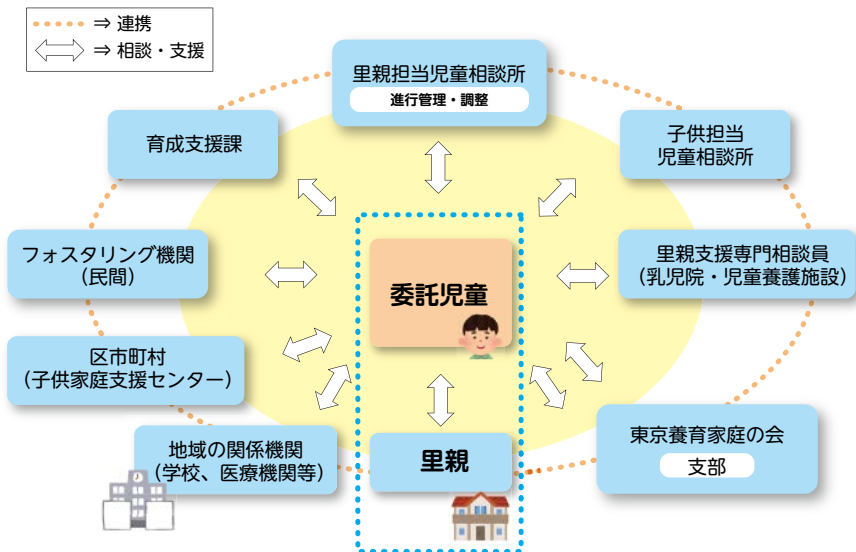 ⇒ 連携
⇒ 相談・支援
里親担当児童相談所
進行管理・調整
育成支援課
子供担当
児童相談所
フォスタリング機関
（民間）
里親支援専門相談員
（乳児院・児童養護施設）
委託児童
区市町村
（子供家庭支援センター）
地域の関係機関
（学校、医療機関等）
里親
東京養育家庭の会
支部